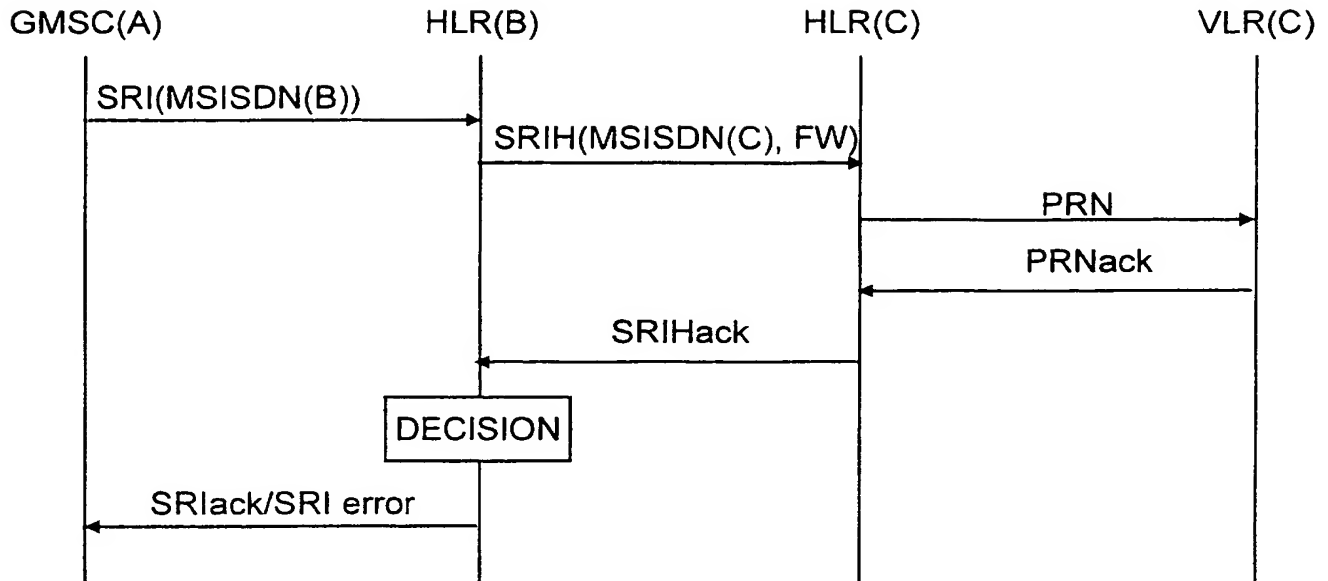 GMSC(A) HLR(B) HLR(C) VLR(C)
SRI(MSISDN(B))
SRIH(MSISDN(C), FW)
PRN
PRNack
SRIHack
DECISION
SRIack/SRI error